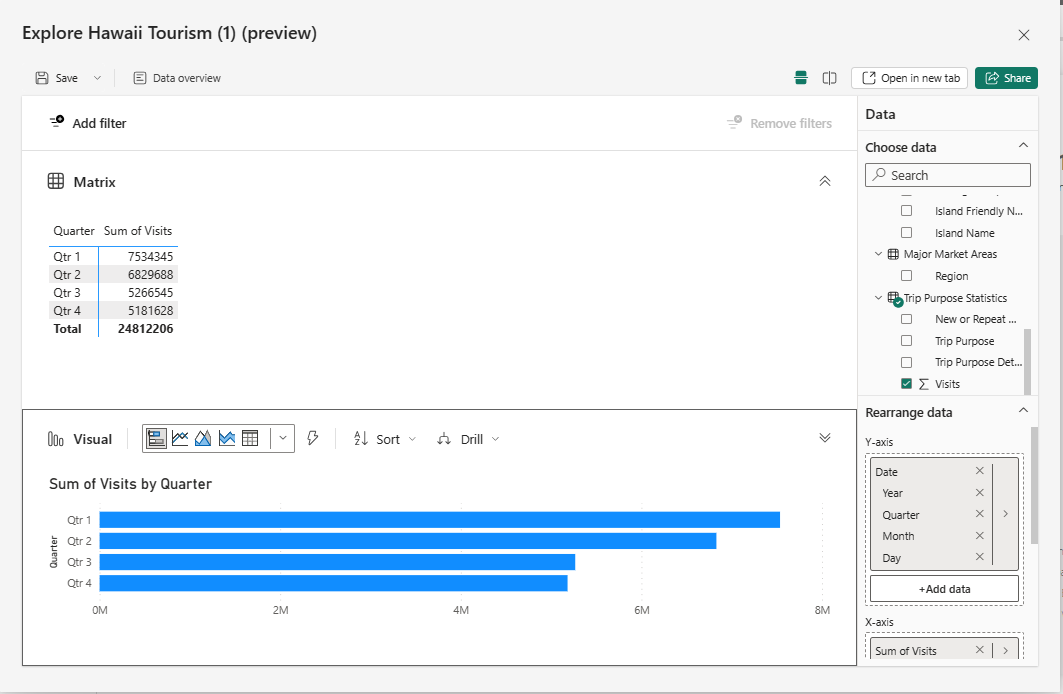 Explore Hawaii Tourism (1) (preview)
Save
Data overview
Open in new tab
Share
Add filter
Remove filters
Matrix
Quarter Sum of Visits
Qtr 1 7534345
Qtr 2 6829688
Qtr 3 5266545
Qtr 4 5181628
Total 24812206
Visual
Sort
Drill
Sum of Visits by Quarter
Quarter
Qtr 1
Qtr 2
Qtr 3
Qtr 4
0M 2M 4M 6M 8M
Data
Choose data
Search
Island Friendly N...
Island Name
Major Market Areas
Region
Trip Purpose Statistics
New or Repeat ...
Trip Purpose
Trip Purpose Det...
Visits
Rearrange data
Y-axis
Date
Year
Quarter
Month
Day
+Add data
X-axis
Sum of Visits